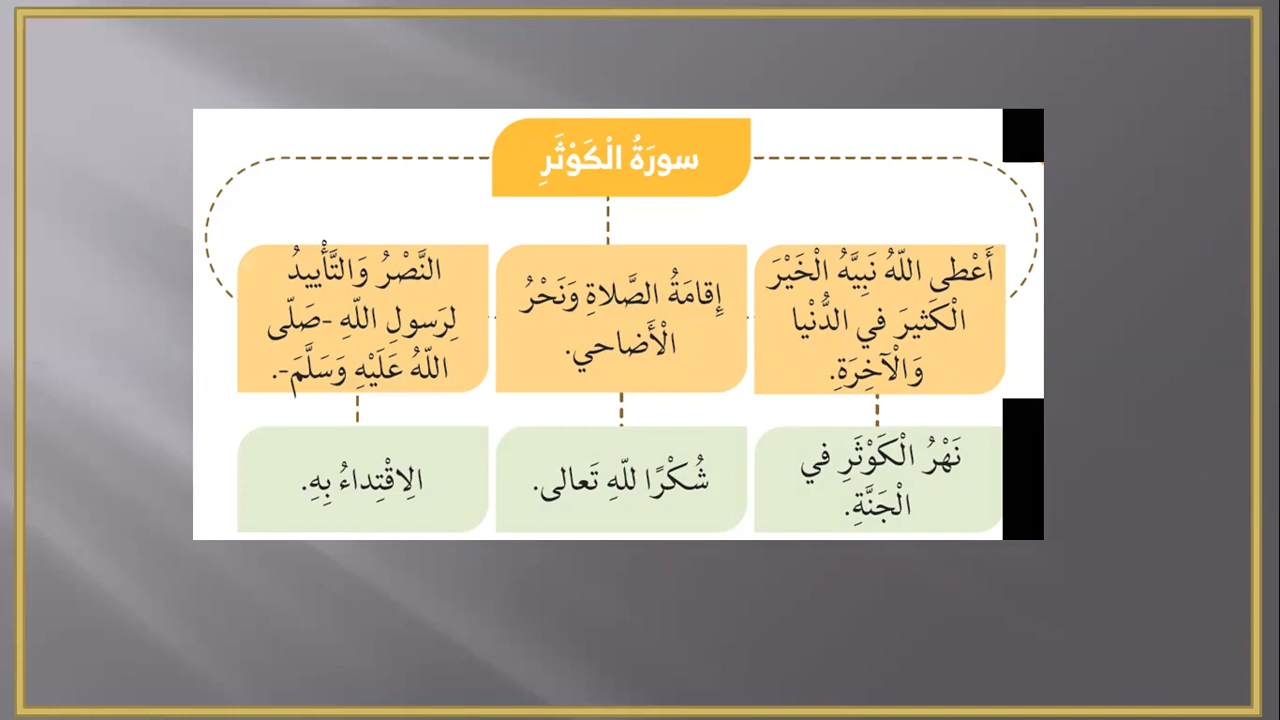 سورَةُ الْكَوْثَرِ
أَعْطى اللّهُ نَبِيَّهُ الْخَيْرَ
الْكَثيرَ في الدُّنْيا
وَالْآخِرَةِ.
إِقامَةُ الصَّلاةِ وَنَحْرُ
الْأَضاحي.
النَّصْرُ وَالتَّأْييدُ
لِرَسولِ اللّهِ -صَلّى
اللّهُ عَلَيْهِ وَسَلَّمَ-.
نَهْرُ الْكَوْثَرِ في
الْجَنَّةِ.
شُكْرًا للّهِ تَعالى.
الِاقْتِداءُ بِهِ.